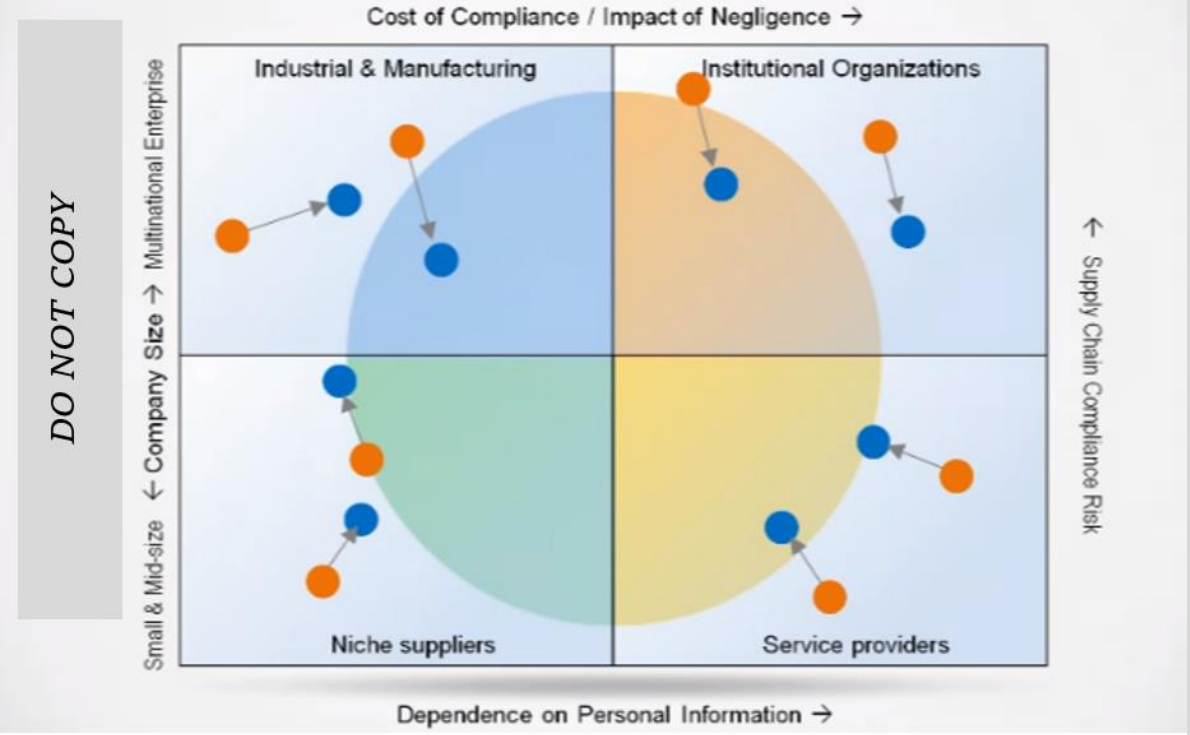 Cost of Compliance / Impact of Negligence →
DO NOT COPY
Small & Mid-size ← Company Size → Multinational Enterprise
Industrial & Manufacturing
Institutional Organizations
← Supply Chain Compliance Risk
Niche suppliers
Service providers
Dependence on Personal Information →